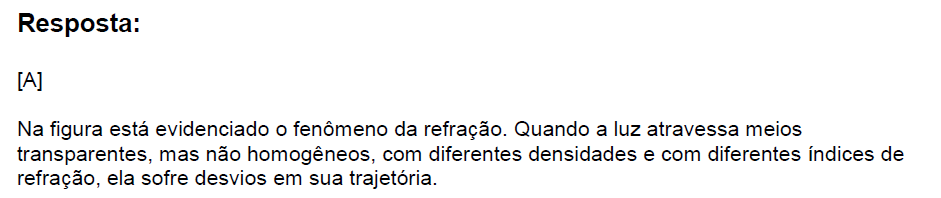 Resposta:
[A]
Na figura está evidenciado o fenômeno da refração. Quando a luz atravessa meios
transparentes, mas não homogêneos, com diferentes densidades e com diferentes índices de
refração, ela sofre desvios em sua trajetória.